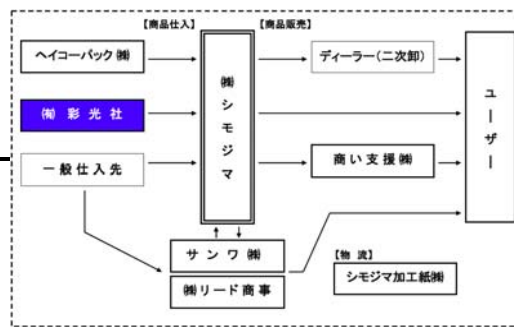 【商品仕入】
【商品販売】
ヘイコーパック㈱
㈱シモジマ
ディーラー(二次卸)
ユーザー
㈲ 彩光社
一般仕入先
商い支援㈱
サンワ㈱
㈱リード商事
【物流】
シモジマ加工紙㈱